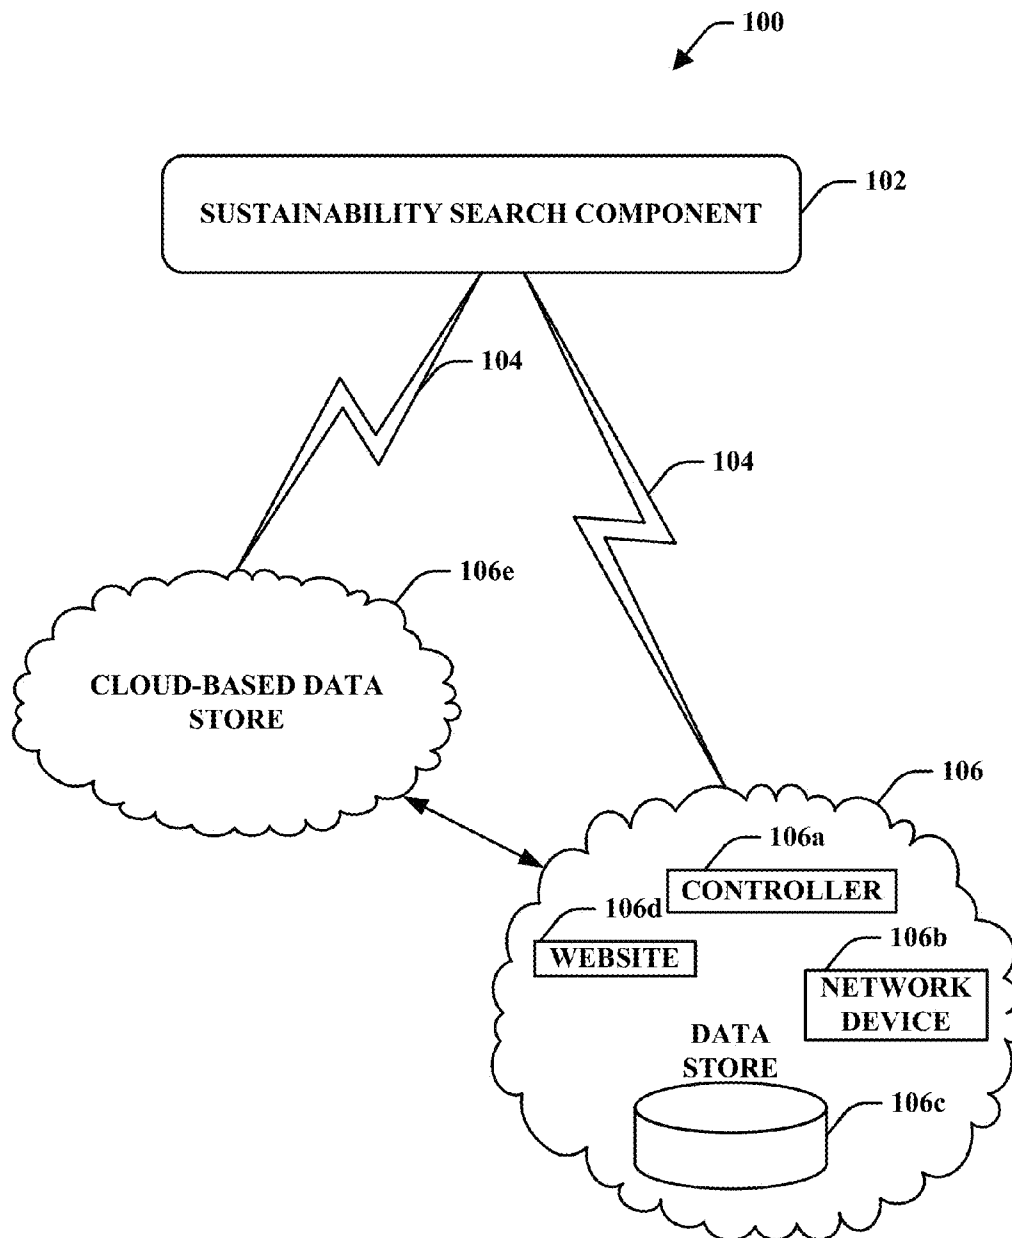 100
102
SUSTAINABILITY SEARCH COMPONENT
104
104
106e
CLOUD-BASED DATA
STORE
106
106a
CONTROLLER
106d
WEBSITE
106b
NETWORK
DEVICE
DATA
STORE
106c